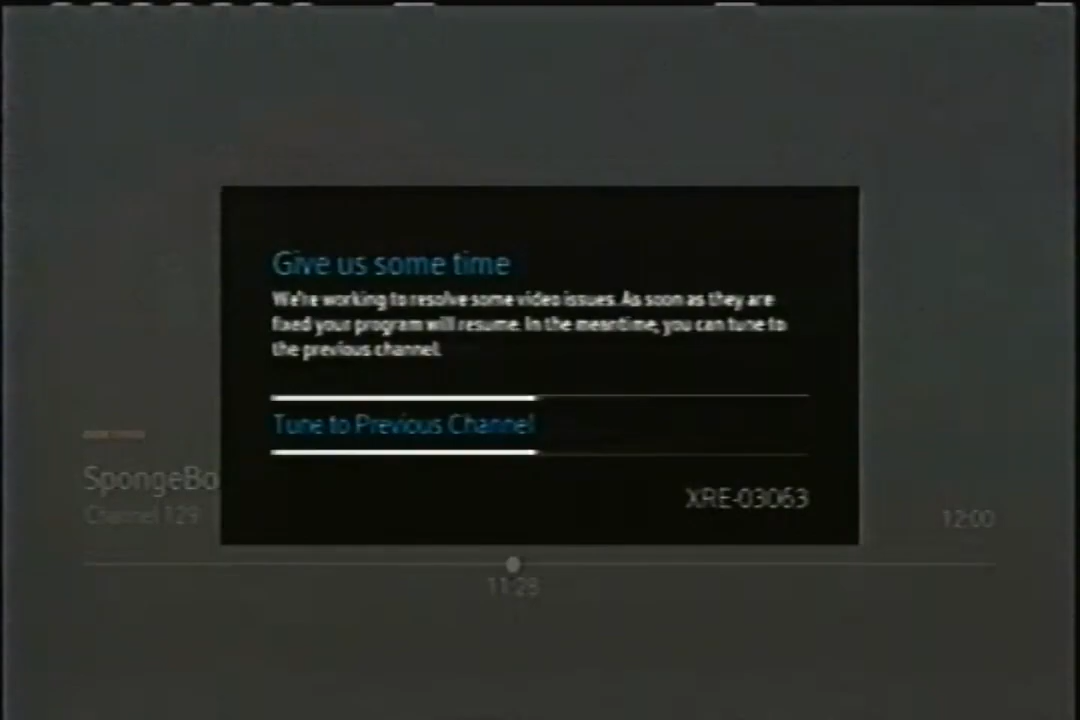 Give us some time
We're working to resolve some video issues. As soon as they are
fixed your program will resume. In the meantime, you can tune to
the previous channel.
Tune to Previous Channel
XRE-03063
SpongeBo
Channel 129
12:00
11:28